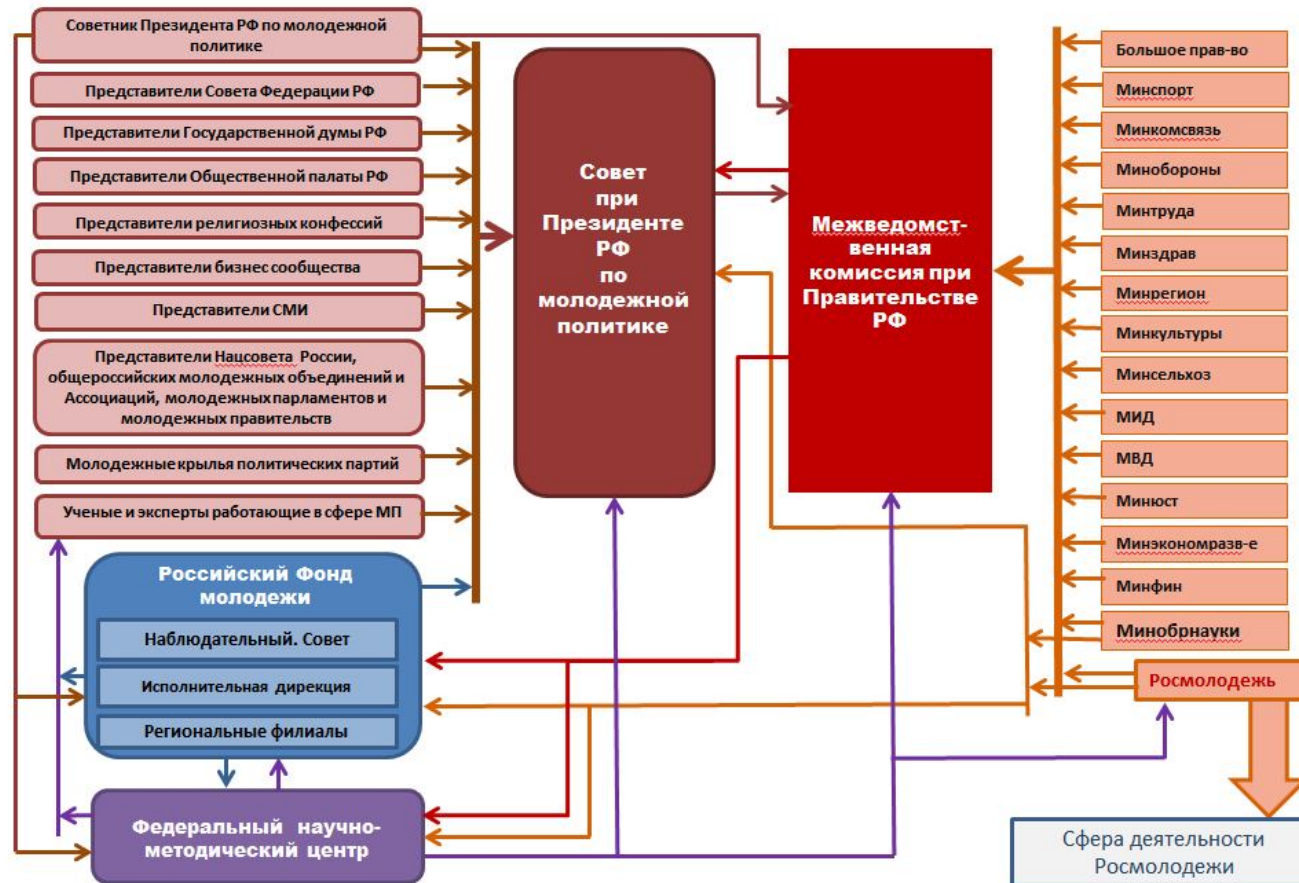 Советник Президента РФ по молодежной
политике
Представители Совета Федерации РФ
Представители Государственной думы РФ
Представители Общественной палаты РФ
Представители религиозных конфессий
Представители бизнес сообщества
Представители СМИ
Представители Нацсовета России,
общероссийских молодежных объединений и
Ассоциаций, молодежных парламентов и
молодежных правительств
Молодежные крылья политических партий
Ученые и эксперты работающие в сфере МП
Российский Фонд
молодежи
Наблюдательный. Совет
Исполнительная дирекция
Региональные филиалы
Федеральный научно-
методический центр
Совет
при
Президенте
РФ
по
молодежной
политике
Межведомст-
венная
комиссия при
Правительстве
РФ
Большое прав-во
Минспорт
Минкомсвязь
Минобороны
Минтруда
Минздрав
Минрегион
Минкультуры
Минсельхоз
МИД
МВД
Минюст
Минэкономразв-е
Минфин
Минобрнауки
Росмолодежь
Сфера деятельности
Росмолодежи